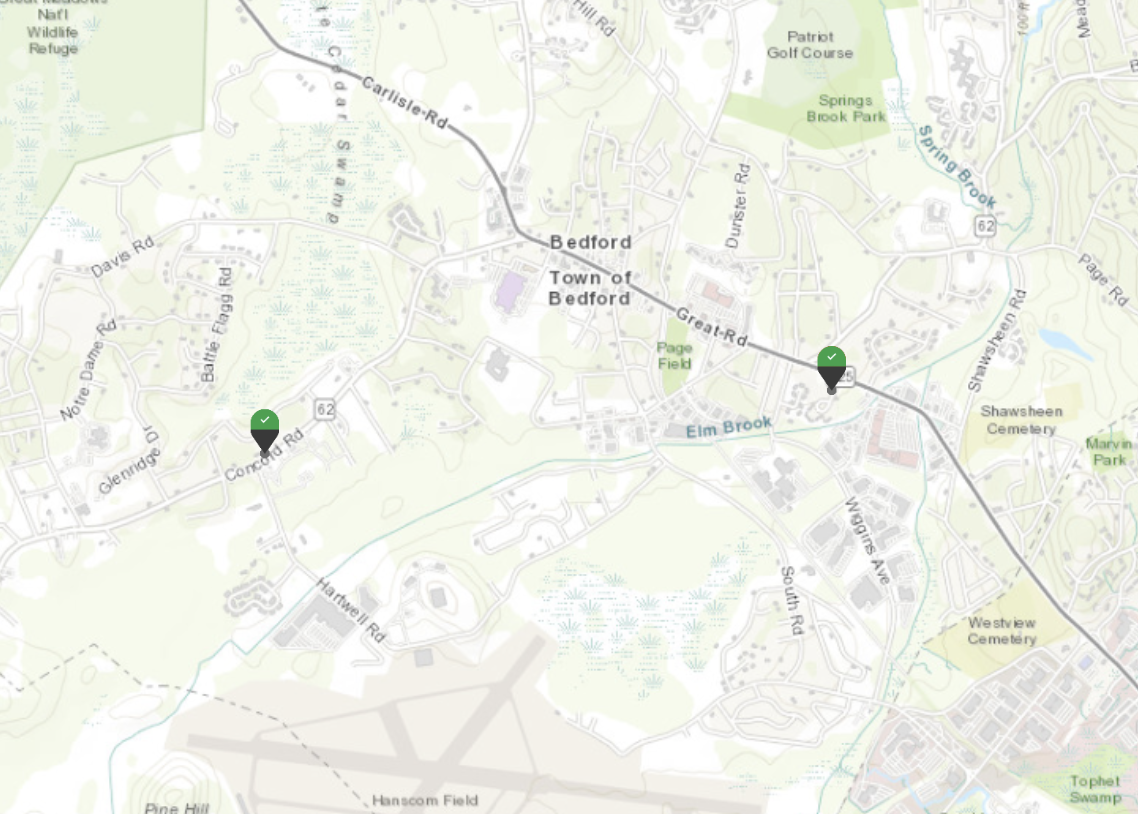 Nat'l
Wildlife
Refuge
Cedar Swamp
Carlisle Rd
Hill Rd
Patriot
Golf Course
Springs
Brook Park
100 ft
Spring Brook
62
Page Rd
Dunster Rd
Davis Rd
Bedford
Town of
Bedford
Battle Flagg Rd
Notre Dame Rd
Great Rd
Page
Field
Shawsheen Rd
62
Elm Brook
Shawsheen
Cemetery
Marvin
Park
Concord Rd
Glenridge Dr
Wiggins Ave
South Rd
Hartwell Rd
Westview
Cemetery
Tophet
Swamp
Hanscom Field
Pine Hill